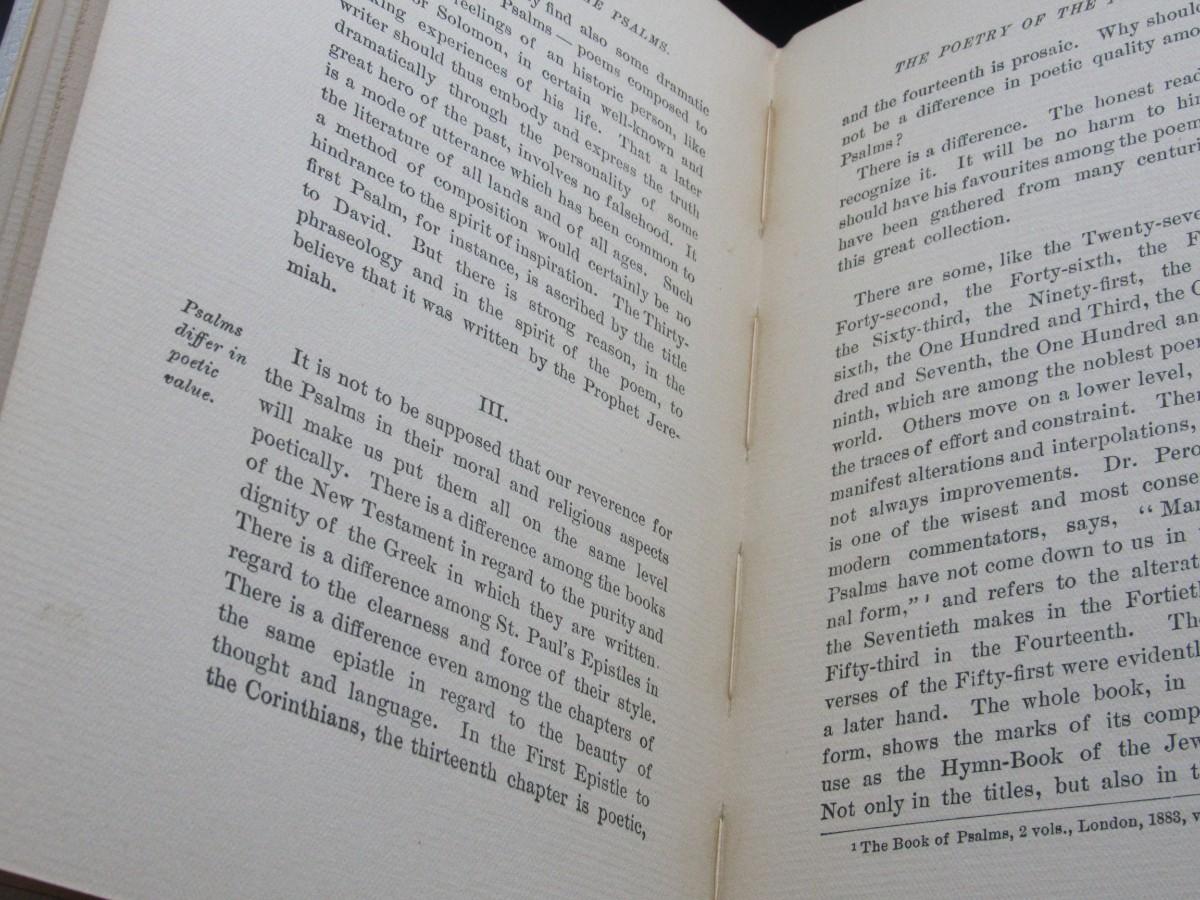 THE PSALMS.
find also some dramatic
Psalms — poems composed to
feelings of an historic person, like
or Solomon, in certain well-known and
experiences of his life. That a later
writer should thus embody and express the truth
dramatically through the personality of some
great hero of the past, involves no falsehood. It
is a mode of utterance which has been common to
the literature of all lands and of all ages. Such
a method of composition would certainly be no
hindrance to the spirit of inspiration. The Thirty-
first Psalm, for instance, is ascribed by the title
to David. But there is strong reason, in the
phraseology and in the spirit of the poem, to
believe that it was written by the Prophet Jere-
miah.
III.
Psalms
differ in
poetic
value.
It is not to be supposed that our reverence for
the Psalms in their moral and religious aspects
will make us put them all on the same level
poetically. There is a difference among the books
of the New Testament in regard to the purity and
dignity of the Greek in which they are written.
There is a difference among St. Paul's Epistles in
regard to the clearness and force of their style.
There is a difference even among the chapters of
the same epistle in regard to the beauty of
thought and language. In the First Epistle to
the Corinthians, the thirteenth chapter is poetic,
THE POETRY OF THE
and the fourteenth is prosaic. Why should
not be a difference in poetic quality
Psalms?
There is a difference. The honest
recognize it. It will be no harm to
should have his favourites among the
have been gathered from many
this great collection.
There are some, like the
Forty-second, the Forty-sixth, the
the Sixty-third, the Ninety-first, the
sixth, the One Hundred and Third, the
dred and Seventh, the One Hundred
ninth, which are among the noblest
world. Others move on a lower level,
the traces of effort and constraint.
manifest alterations and interpolations,
not always improvements. Dr.
is one of the wisest and most
modern commentators, says, “
Psalms have not come down to us in
nal form,” ¹ and refers to the
the Seventieth makes in the
Fifty-third in the Fourteenth.
verses of the Fifty-first were
a later hand. The whole book, in
form, shows the marks of its
use as the Hymn-Book of the
Not only in the titles, but also in
¹ The Book of Psalms, 2 vols., London, 1883,